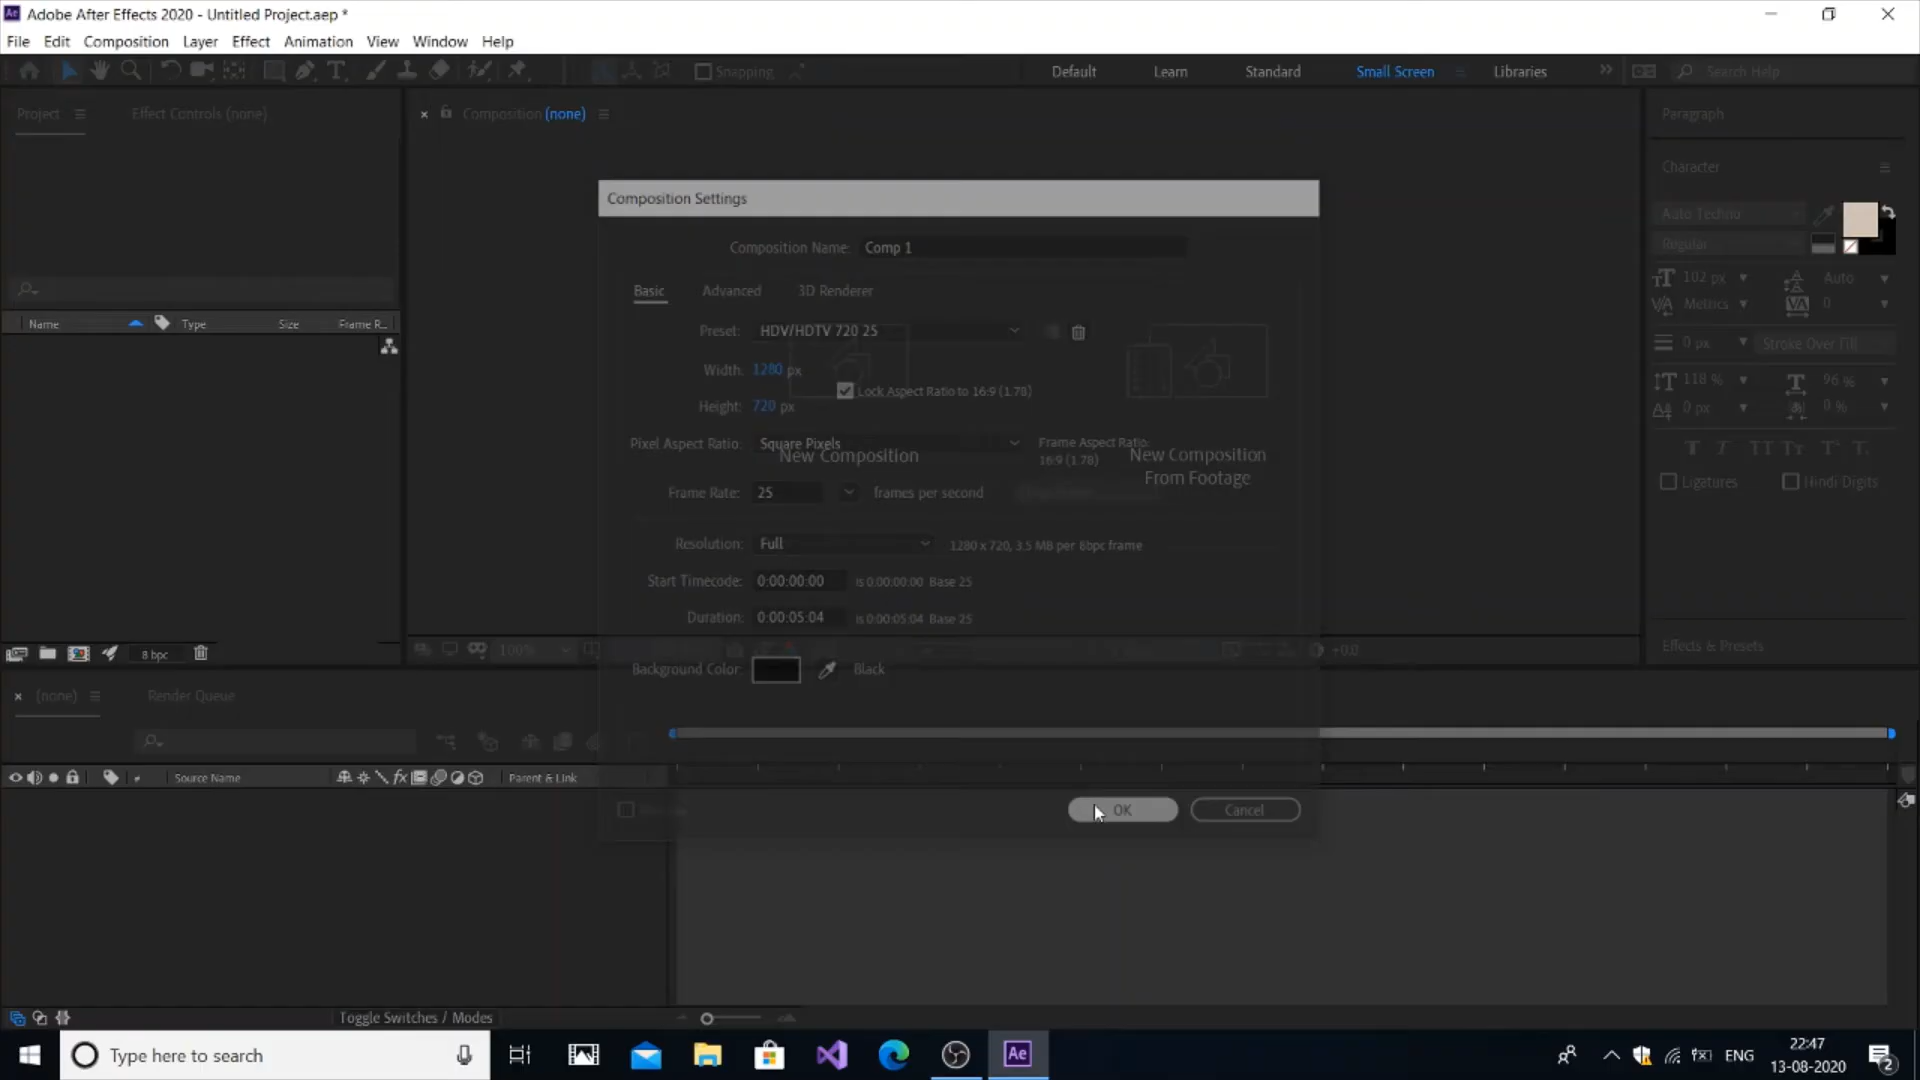 Adobe After Effects 2020 - Untitled Project.aep *
File Edit Composition Layer Effect Animation View Window Help
Snapping
Default Learn Standard Small Screen Libraries
Search Help
Project
Effect Controls (none)
Composition (none)
Paragraph
Character
Auto Techno
Regular
102 px Auto
Metrics 0
0 px Stroke Over Fill
118 % 96 %
0 px 0 %
Ligatures Hindi Digits
Effects & Presets
Name Type Size Frame R...
8 bpc
Composition Settings
Composition Name: Comp 1
Basic Advanced 3D Renderer
Preset: HDV/HDTV 720 25
Width: 1280 px
Lock Aspect Ratio to 16:9 (1.78)
Height: 720 px
Pixel Aspect Ratio: Square Pixels
Frame Aspect Ratio:
16:9 (1.78)
New Composition
New Composition
From Footage
Frame Rate: 25 frames per second
Resolution: Full 1280 x 720, 3.5 MB per 8bpc frame
Start Timecode: 0:00:00:00 is 0:00:00:00 Base 25
Duration: 0:00:05:04 is 0:00:05:04 Base 25
100% +0.0
Background Color: Black
OK Cancel
(none) Render Queue
# Source Name fx Parent & Link
Toggle Switches / Modes
Type here to search
Ae
ENG
22:47
13-08-2020
2